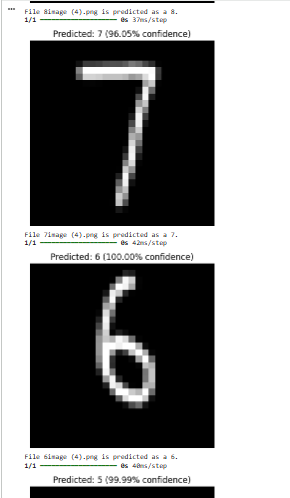 ...
File 8image (4).png is predicted as a 8.
1/1 0s 37ms/step
Predicted: 7 (96.05% confidence)
7
File 7image (4).png is predicted as a 7.
1/1 0s 42ms/step
Predicted: 6 (100.00% confidence)
6
File 6image (4).png is predicted as a 6.
1/1 0s 40ms/step
Predicted: 5 (99.99% confidence)